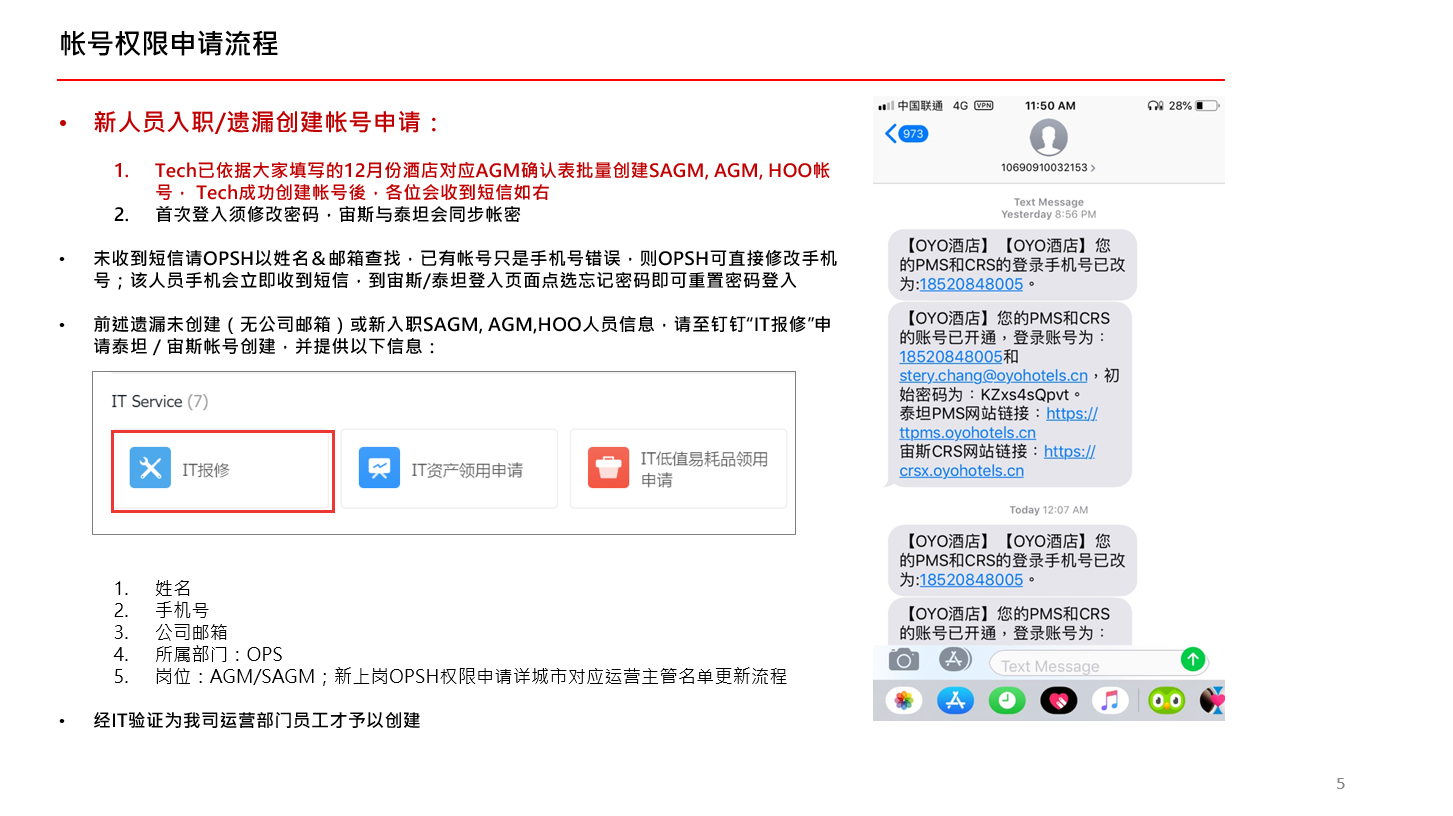 帐号权限申请流程
• 新人员入职/遗漏创建帐号申请：
1. Tech已依据大家填写的12月份酒店对应AGM确认表批量创建SAGM, AGM, HOO帐
号， Tech成功创建帐号後，各位会收到短信如右
2. 首次登入须修改密码，宙斯与泰坦会同步帐密
• 未收到短信请OPSH以姓名＆邮箱查找，已有帐号只是手机号错误，则OPSH可直接修改手机
号；该人员手机会立即收到短信，到宙斯/泰坦登入页面点选忘记密码即可重置密码登入
• 前述遗漏未创建（无公司邮箱）或新入职SAGM, AGM,HOO人员信息，请至钉钉“IT报修”申
请泰坦／宙斯帐号创建，并提供以下信息：
IT Service (7)
IT报修
IT资产领用申请
IT低值易耗品领用
申请
1. 姓名
2. 手机号
3. 公司邮箱
4. 所属部门：OPS
5. 岗位：AGM/SAGM；新上岗OPSH权限申请详城市对应运营主管名单更新流程
• 经IT验证为我司运营部门员工才予以创建
中国联通 4G VPN 11:50 AM 28%
973
10690910032153
Text Message
Yesterday 8:56 PM
【OYO酒店】【OYO酒店】您
的PMS和CRS的登录手机号已改
为:18520848005。
【OYO酒店】您的PMS和CRS
的账号已开通，登录账号为：
18520848005和
stery.chang@oyohotels.cn，初
始密码为：KZxs4sQpvt。
泰坦PMS网站链接：https://
ttpms.oyohotels.cn
宙斯CRS网站链接：https://
crsx.oyohotels.cn
Today 12:07 AM
【OYO酒店】【OYO酒店】您
的PMS和CRS的登录手机号已改
为:18520848005。
【OYO酒店】您的PMS和CRS
的账号已开通，登录账号为：
Text Message
5